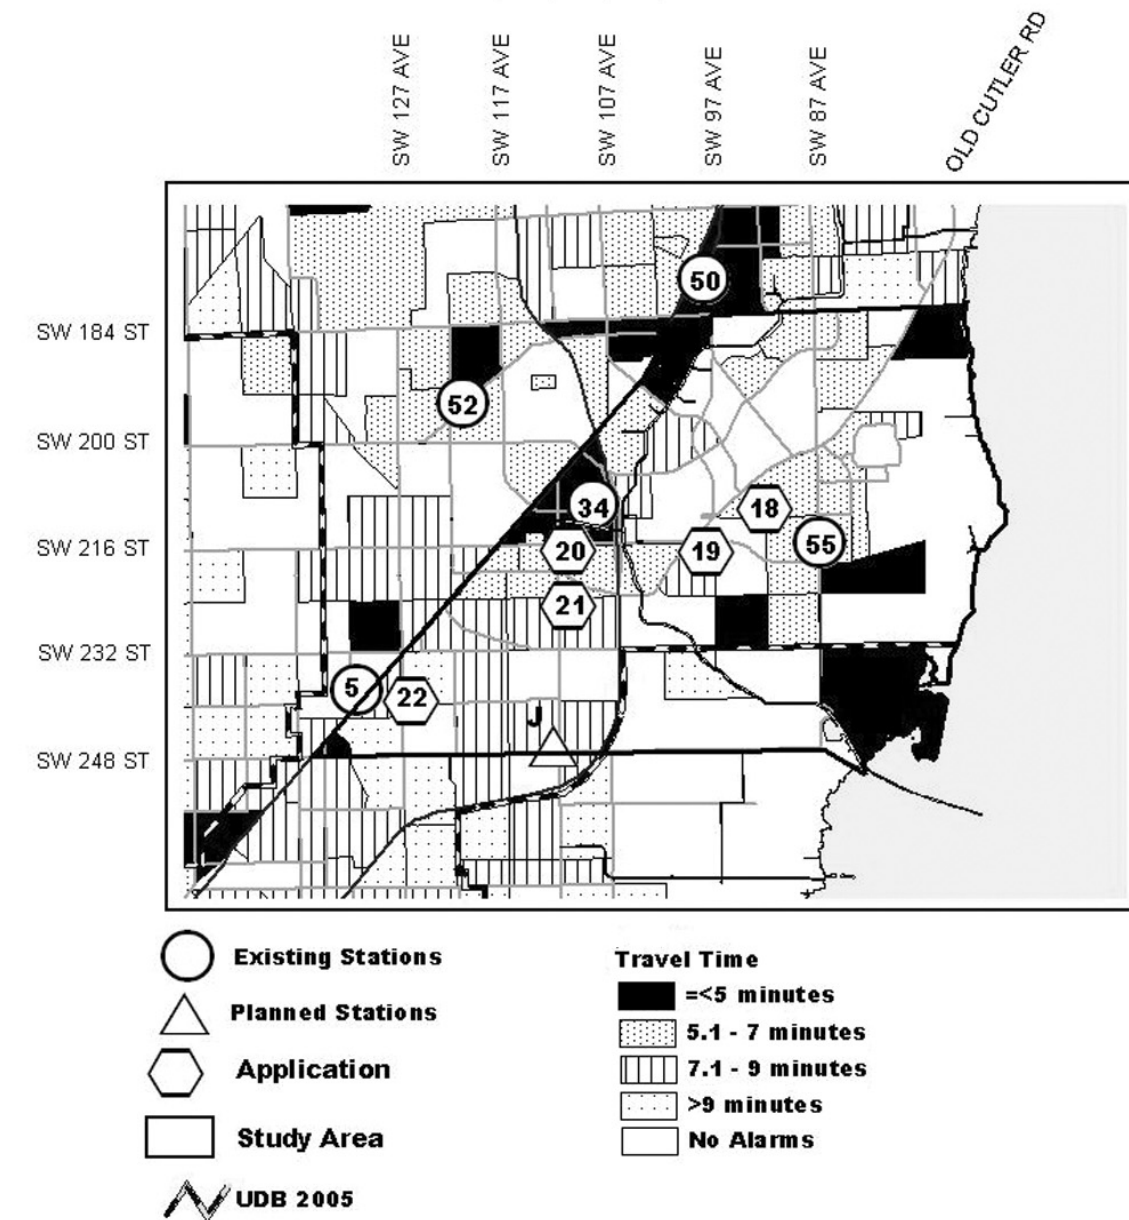 SW 127 AVE
SW 117 AVE
SW 107 AVE
SW 97 AVE
SW 87 AVE
OLD CUTLER RD
50
SW 184 ST
52
SW 200 ST
34
18
SW 216 ST
20
19
55
21
SW 232 ST
5
22
J
SW 248 ST
Existing Stations
Planned Stations
Application
Study Area
UDB 2005
Travel Time
=<5 minutes
5.1 - 7 minutes
7.1 - 9 minutes
>9 minutes
No Alarms